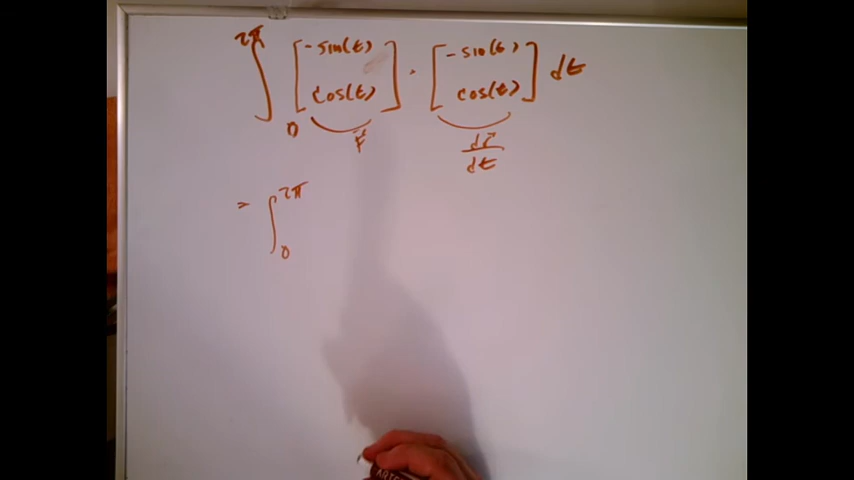 ∫₀^2π [-sin(t) cos(t)] · [-sin(t) cos(t)] dt
F⃗ dr⃗/dt
= ∫₀^2π